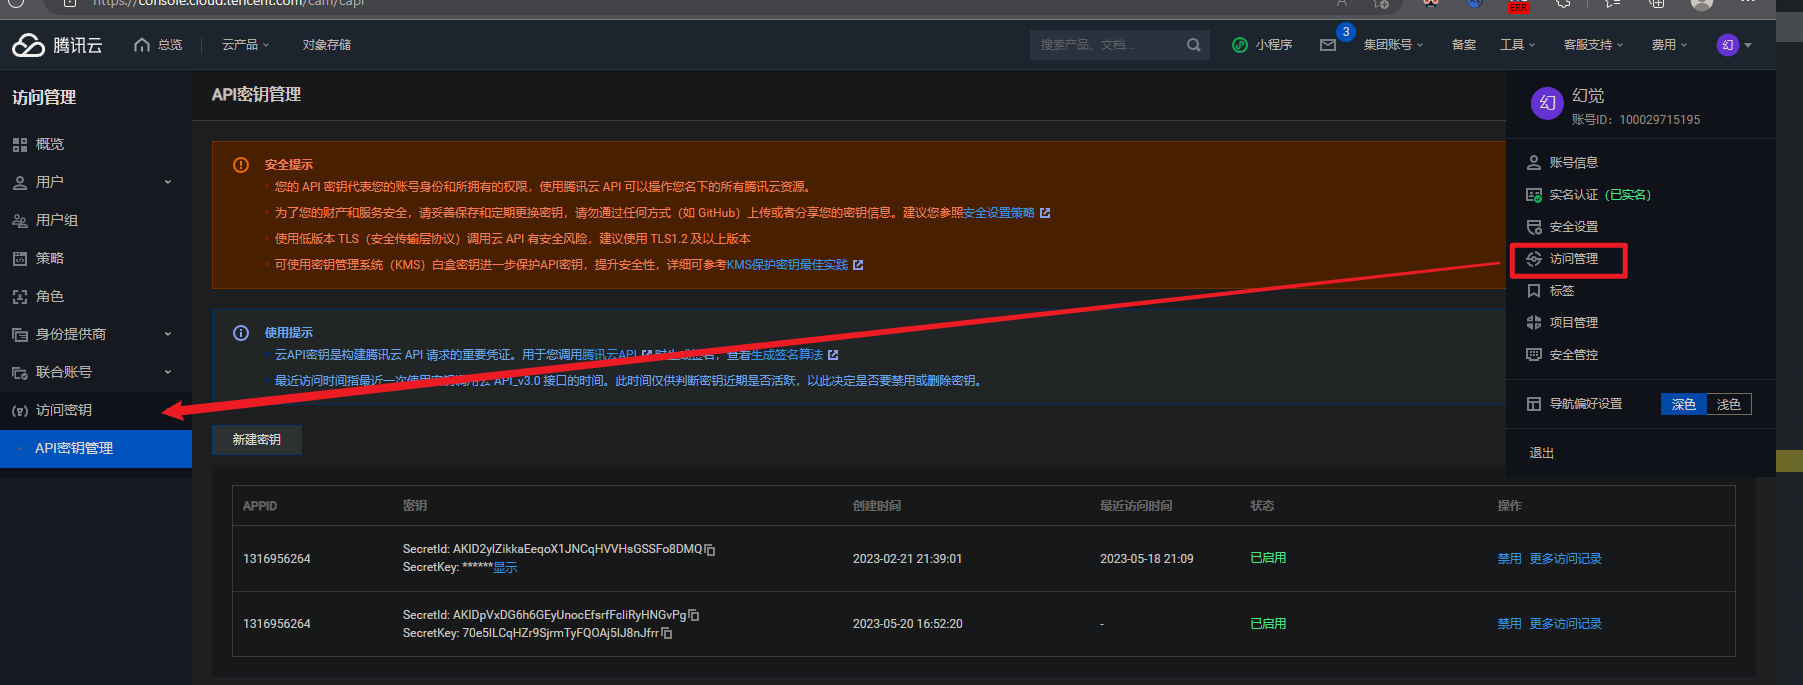 https://console.cloud.tencent.com/cam/capi
ERR
腾讯云
总览
云产品
对象存储
搜索产品、文档...
小程序
3
集团账号
备案
工具
客服支持
费用
幻
访问管理
概览
用户
用户组
策略
角色
身份提供商
联合账号
访问密钥
API密钥管理
API密钥管理
安全提示
您的 API 密钥代表您的账号身份和所拥有的权限，使用腾讯云 API 可以操作您名下的所有腾讯云资源。
为了您的财产和服务安全，请妥善保存和定期更换密钥，请勿通过任何方式（如 GitHub）上传或者分享您的密钥信息。建议您参照安全设置策略
使用低版本 TLS（安全传输层协议）调用云 API 有安全风险，建议使用 TLS1.2 及以上版本
可使用密钥管理系统（KMS）白盒密钥进一步保护API密钥，提升安全性，详细可参考KMS保护密钥最佳实践
使用提示
云API密钥是构建腾讯云 API 请求的重要凭证。用于您调用腾讯云API 时生成签名，查看生成签名算法
最近访问时间指最近一次使用密钥调用云 API_v3.0 接口的时间。此时间仅供判断密钥近期是否活跃，以此决定是否要禁用或删除密钥。
新建密钥
APPID 密钥 创建时间 最近访问时间 状态 操作
SecretId: AKID2yIZikkaEeqoX1JNCqHVVHsGSSFo8DMQ
1316956264 2023-02-21 21:39:01 2023-05-18 21:09 已启用 禁用 更多访问记录
SecretKey: ******显示
SecretId: AKIDpVxDG6h6GEyUnocEfsrfFcliRyHNGvPg
1316956264 2023-05-20 16:52:20 - 已启用 禁用 更多访问记录
SecretKey: 70e5lLCqHZr9SjrmTyFQOAj5lJ8nJfrr
幻
幻觉
账号ID：100029715195
账号信息
实名认证（已实名）
安全设置
访问管理
标签
项目管理
安全管控
导航偏好设置
深色
浅色
退出